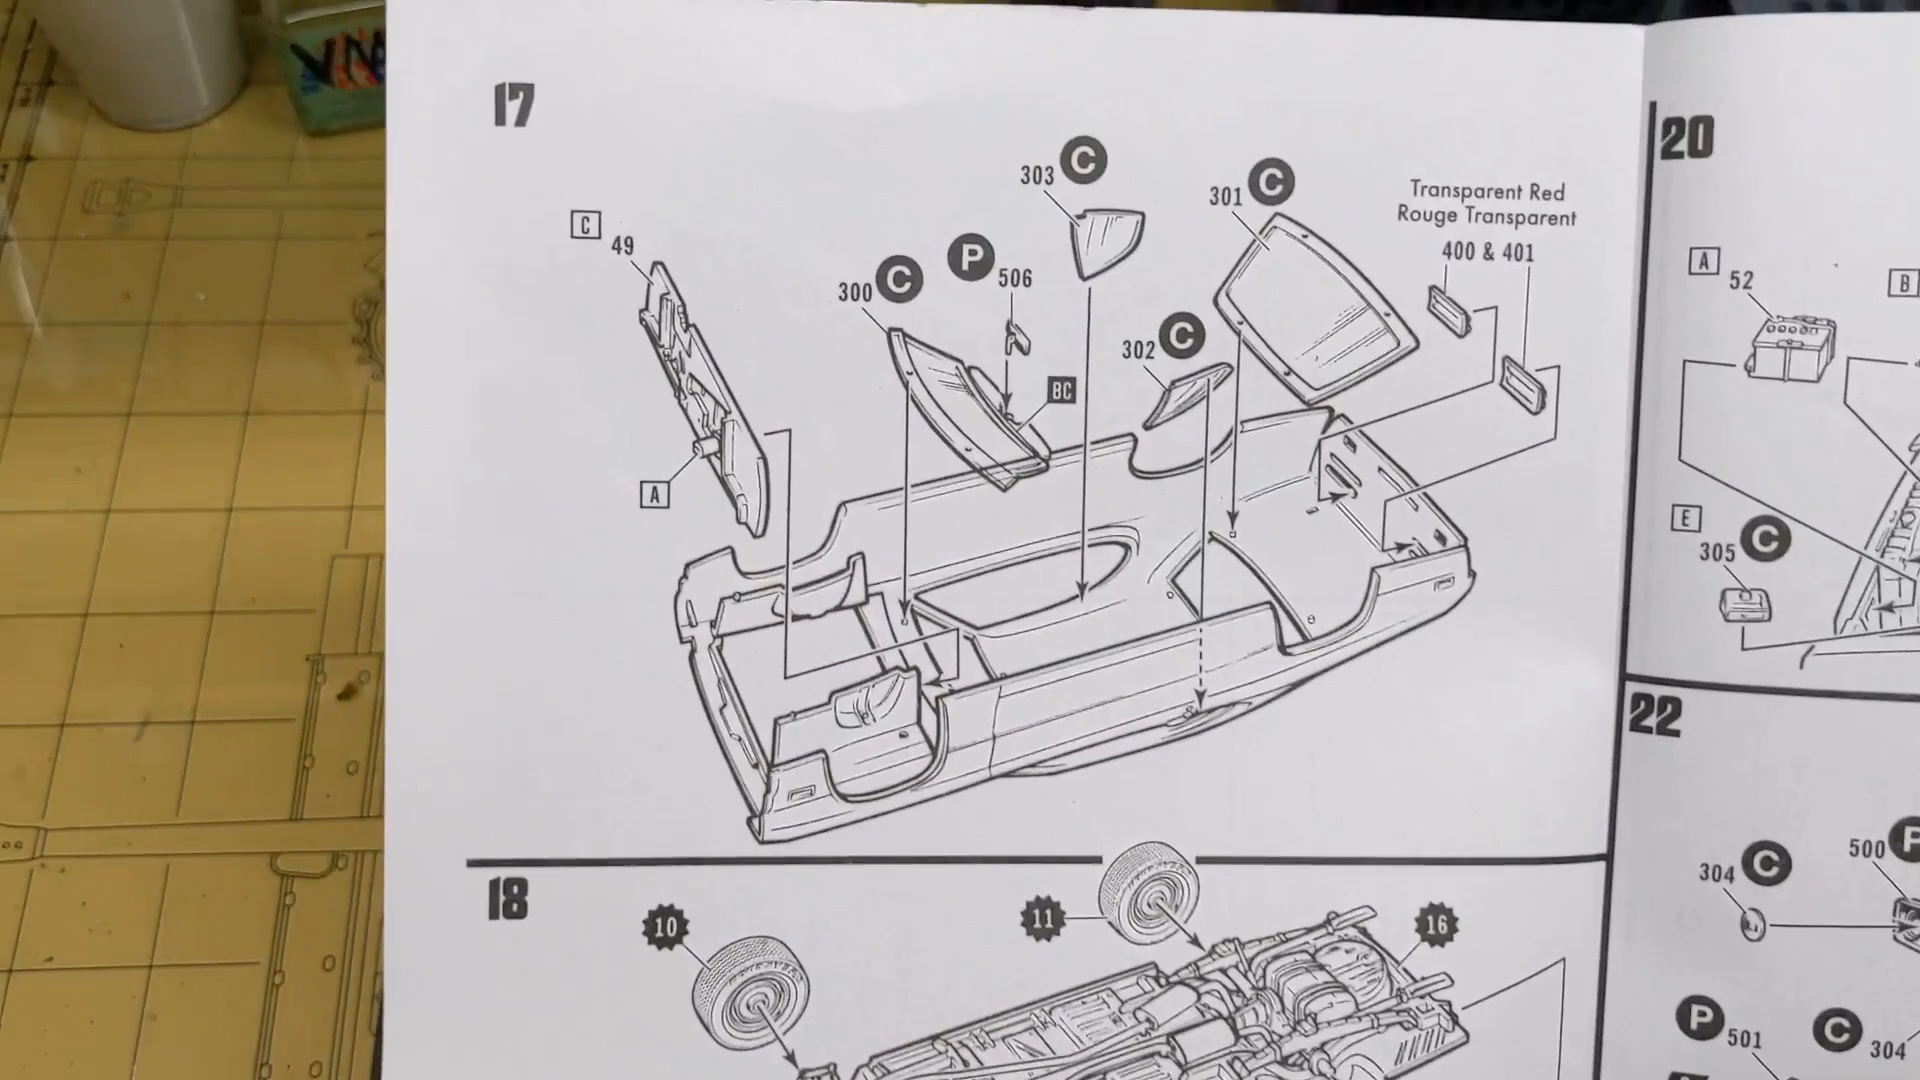 17
303 C
301 C
Transparent Red
Rouge Transparent
400 & 401
C
49
300 C
P 506
302 C
BC
A
18
10
11
16
20
A
52
B
E
305 C
22
304 C
500 P
P 501
C 304